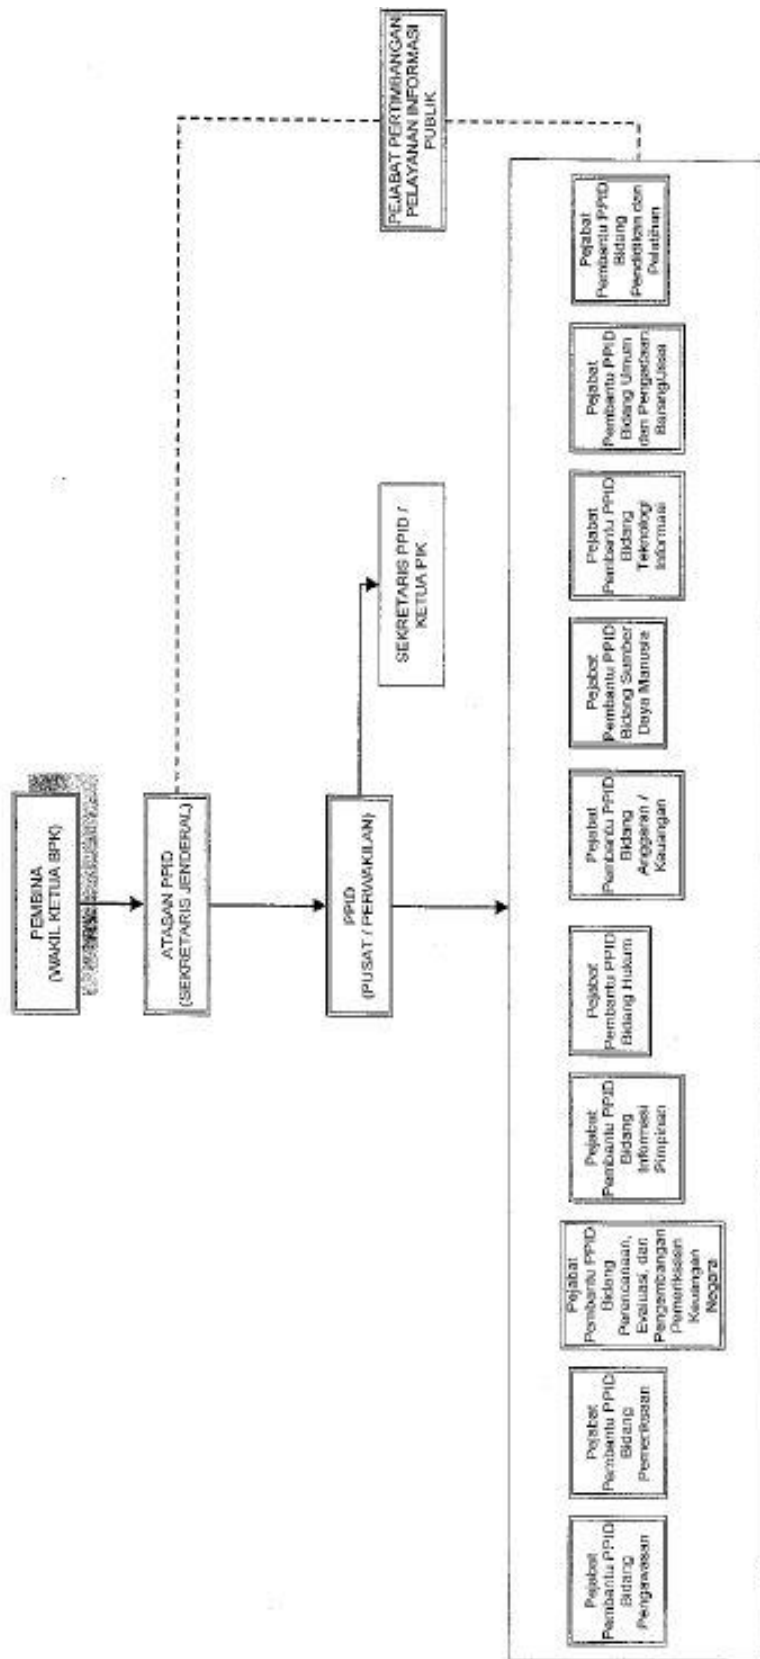 PEMBINA
(WAKIL KETUA BPK)
ATASAN PPID
(SEKRETARIS JENDERAL)
PEJABAT PERTIMBANGAN
PELAYANAN INFORMASI
PUBLIK
PPID
(PUSAT / PERWAKILAN)
SEKRETARIS PPID /
KETUA PIK
Pejabat
Pembantu PPID
Bidang
Pengawasan
Pejabat
Pembantu PPID
Bidang
Pemeriksaan
Pejabat
Pembantu PPID
Bidang
Perencanaan,
Evaluasi, dan
Pengembangan
Pemeriksaan
Keuangan
Negara
Pejabat
Pembantu PPID
Bidang
Informasi
Pimpinan
Pejabat
Pembantu PPID
Bidang Hukum
Pejabat
Pembantu PPID
Bidang
Anggaran /
Keuangan
Pejabat
Pembantu PPID
Bidang Sumber
Daya Manusia
Pejabat
Pembantu PPID
Bidang
Teknologi
Informasi
Pejabat
Pembantu PPID
Bidang Umum
dan Pengadaan
Barang/Jasa
Pejabat
Pembantu PPID
Bidang
Pendidikan dan
Pelatihan